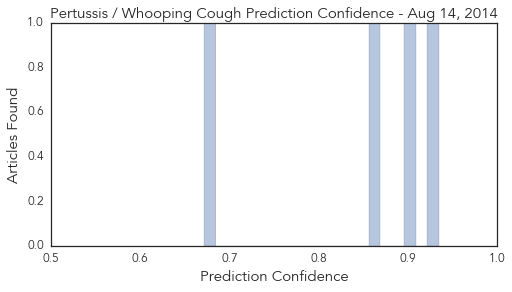 Pertussis / Whooping Cough Prediction Confidence - Aug 14, 2014
1.0
0.8
0.6
0.4
0.2
0.0
Articles Found
0.5 0.6 0.7 0.8 0.9 1.0
Prediction Confidence